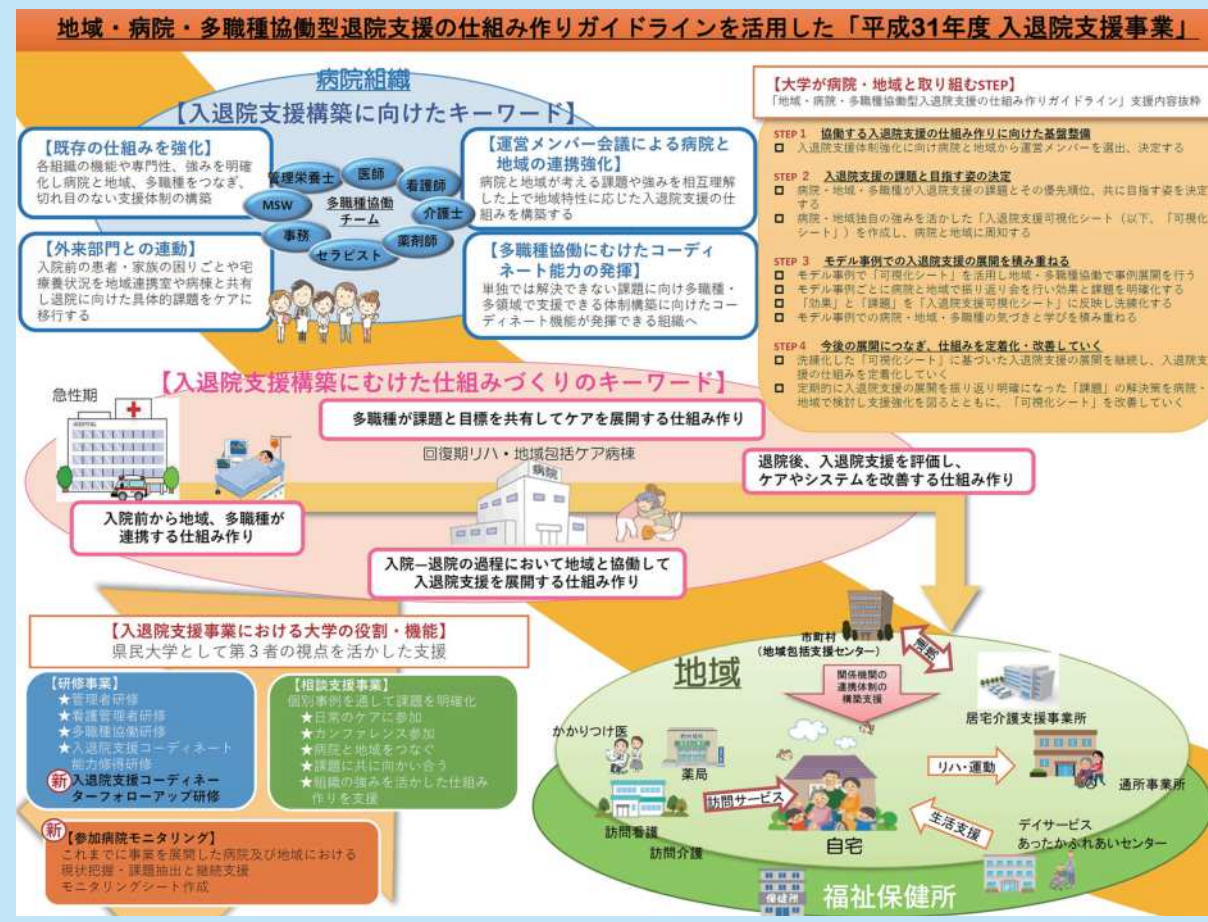 地域・病院・多職種協働型退院支援の仕組み作りガイドラインを活用した「平成31年度 入退院支援事業」
病院組織
【入退院支援構築に向けたキーワード】
【既存の仕組みを強化】
各組織の機能や専門性、強みを明確
化し病院と地域、多職種をつなぎ、
切れ目のない支援体制の構築
【外来部門との連動】
入院前の患者・家族の困りごとや宅
療養状況を地域連携室や病棟と共有
し退院に向けた具体的課題をケアに
移行する
管理栄養士
医師
看護師
MSW
多職種協働
チーム
介護士
事務
セラピスト
薬剤師
【運営メンバー会議による病院と
地域の連携強化】
病院と地域が考える課題や強みを相互理解
した上で地域特性に応じた入退院支援の仕
組みを構築する
【多職種協働にむけたコーディ
ネート能力の発揮】
単独では解決できない課題に向け多職種・
多領域で支援できる体制構築に向けたコー
ディネート機能が発揮できる組織へ
【大学が病院・地域と取り組むSTEP】
「地域・病院・多職種協働型入退院支援の仕組み作りガイドライン」支援内容抜粋
STEP 1 協働する入退院支援の仕組み作りに向けた基盤整備
入退院支援体制強化に向け病院と地域から運営メンバーを選出、決定する
STEP 2 入退院支援の課題と目指す姿の決定
病院・地域・多職種が入退院支援の課題とその優先順位、共に目指す姿を決定
する
病院・地域独自の強みを活かした「入退院支援可視化シート（以下、「可視化
シート」）を作成し、病院と地域に周知する
STEP 3 モデル事例での入退院支援の展開を積み重ねる
モデル事例で「可視化シート」を活用し地域・多職種協働で事例展開を行う
モデル事例ごとに病院と地域で振り返り会を行い効果と課題を明確化する
「効果」と「課題」を「入退院支援可視化シート」に反映し洗練化する
モデル事例での病院・地域・多職種の気づきと学びを積み重ねる
STEP 4 今後の展開につなぎ、仕組みを定着化・改善していく
洗練化した「可視化シート」に基づいた入退院支援の展開を継続し、入退院支
援の仕組みを定着化していく
定期的に入退院支援の展開を振り返り明確になった「課題」の解決策を病院・
地域で検討し支援強化を図るとともに、「可視化シート」を改善していく
【入退院支援構築にむけた仕組みづくりのキーワード】
急性期
HOSPITAL
多職種が課題と目標を共有してケアを展開する仕組み作り
回復期リハ・地域包括ケア病棟
病院
退院後、入退院支援を評価し、
ケアやシステムを改善する仕組み作り
入院前から地域、多職種が
連携する仕組み作り
入院―退院の過程において地域と協働して
入退院支援を展開する仕組み作り
【入退院支援事業における大学の役割・機能】
県民大学として第３者の視点を活かした支援
【研修事業】
★管理者研修
★看護管理者研修
★多職種協働研修
★入退院支援コーディネート
能力修得研修
新 入退院支援コーディネー
ターフォローアップ研修
【相談支援事業】
個別事例を通して課題を明確化
★日常のケアに参加
★カンファレンス参加
★病院と地域をつなぐ
★課題に共に向かい合う
★組織の強みを活かした仕組み
作りを支援
新
【参加病院モニタリング】
これまでに事業を展開した病院及び地域における
現状把握・課題抽出と継続支援
モニタリングシート作成
市町村
（地域包括支援センター）
地域
関係機関の
連携体制の
構築支援
居宅介護支援事業所
かかりつけ医
薬局
リハ・運動
通所事業所
訪問サービス
訪問看護
訪問介護
自宅
生活支援
デイサービス
あったかふれあいセンター
保健所
福祉保健所